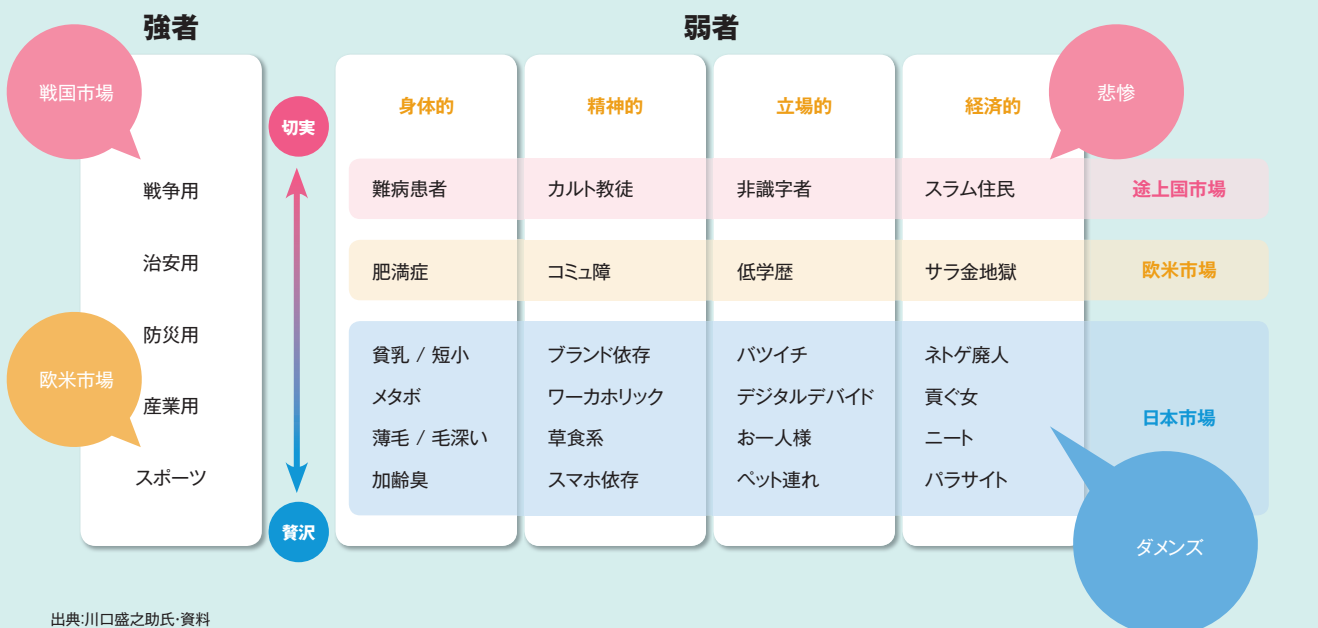 強者
弱者
戦国市場
悲惨
切実
身体的
精神的
立場的
経済的
戦争用
難病患者
カルト教徒
非識字者
スラム住民
途上国市場
治安用
肥満症
コミュ障
低学歴
サラ金地獄
欧米市場
防災用
欧米市場
産業用
スポーツ
貧乳 / 短小
ブランド依存
バツイチ
ネトゲ廃人
メタボ
ワーカホリック
デジタルデバイド
貢ぐ女
日本市場
薄毛 / 毛深い
草食系
お一人様
ニート
加齢臭
スマホ依存
ペット連れ
パラサイト
贅沢
ダメンズ
出典:川口盛之助氏・資料